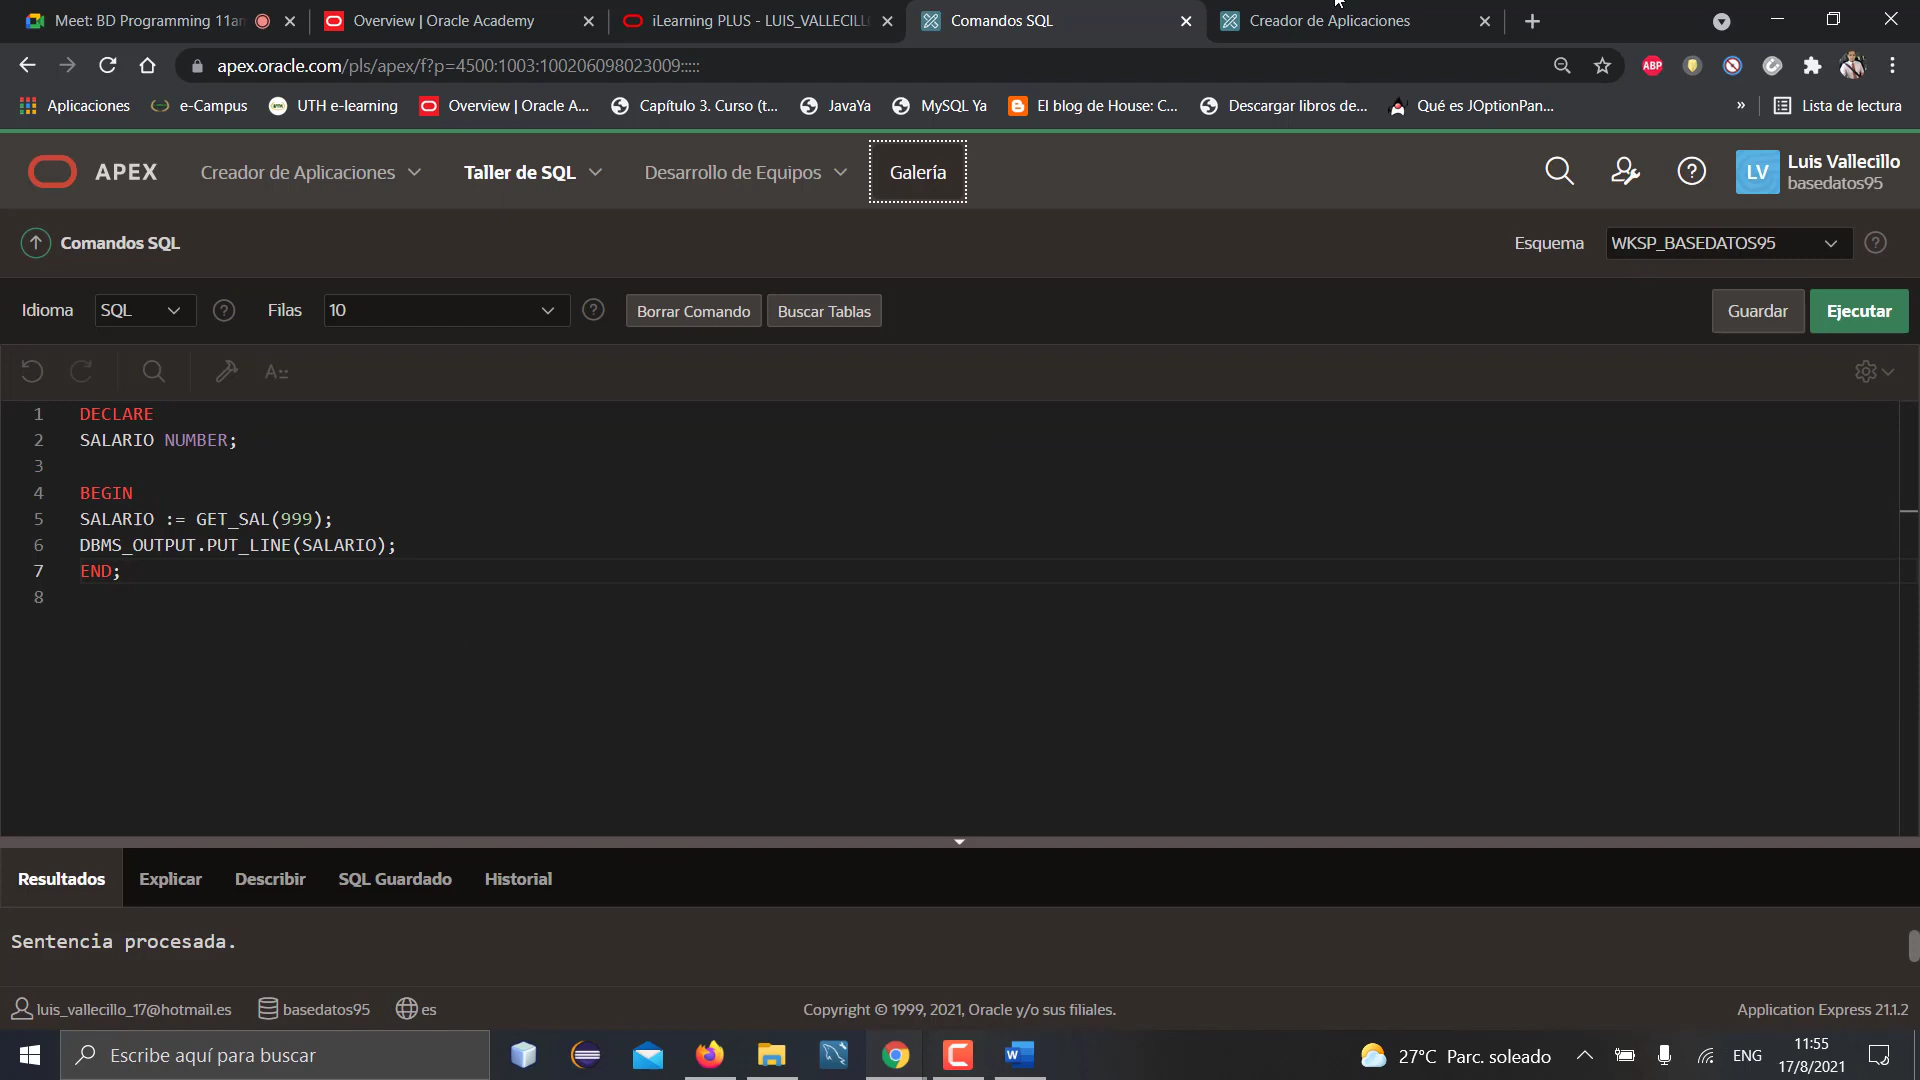 Meet: BD Programming 11am
Overview | Oracle Academy
iLearning PLUS - LUIS_VALLECILLO
Comandos SQL
Creador de Aplicaciones
apex.oracle.com/pls/apex/f?p=4500:1003:100206098023009:::::
ABP
Aplicaciones
e-Campus
UTH e-learning
Overview | Oracle A...
Capítulo 3. Curso (t...
JavaYa
MySQL Ya
El blog de House: C...
Descargar libros de...
Qué es JOptionPan...
»
Lista de lectura
APEX
Creador de Aplicaciones
Taller de SQL
Desarrollo de Equipos
Galería
LV
Luis Vallecillo
basedatos95
Comandos SQL
Esquema
WKSP_BASEDATOS95
Idioma
SQL
Filas
10
Borrar Comando
Buscar Tablas
Guardar
Ejecutar
1 DECLARE
2 SALARIO NUMBER;
3
4 BEGIN
5 SALARIO := GET_SAL(999);
6 DBMS_OUTPUT.PUT_LINE(SALARIO);
7 END;
8
Resultados
Explicar
Describir
SQL Guardado
Historial
Sentencia procesada.
luis_vallecillo_17@hotmail.es
basedatos95
es
Copyright © 1999, 2021, Oracle y/o sus filiales.
Application Express 21.1.2
Escribe aquí para buscar
27°C Parc. soleado
ENG
11:55
17/8/2021